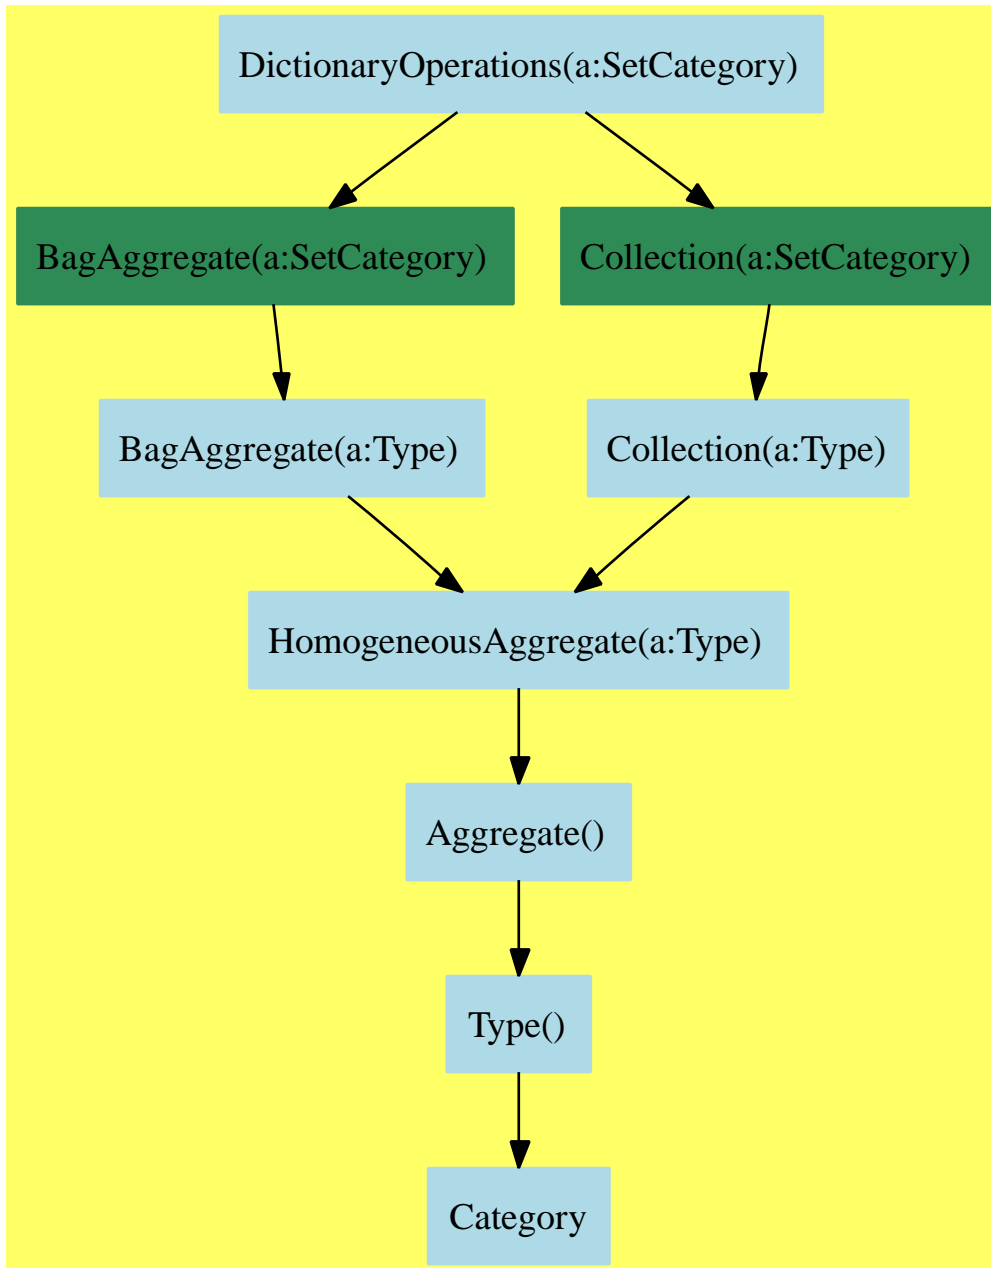 DictionaryOperations(a:SetCategory)
BagAggregate(a:SetCategory)
Collection(a:SetCategory)
BagAggregate(a:Type)
Collection(a:Type)
HomogeneousAggregate(a:Type)
Aggregate()
Type()
Category